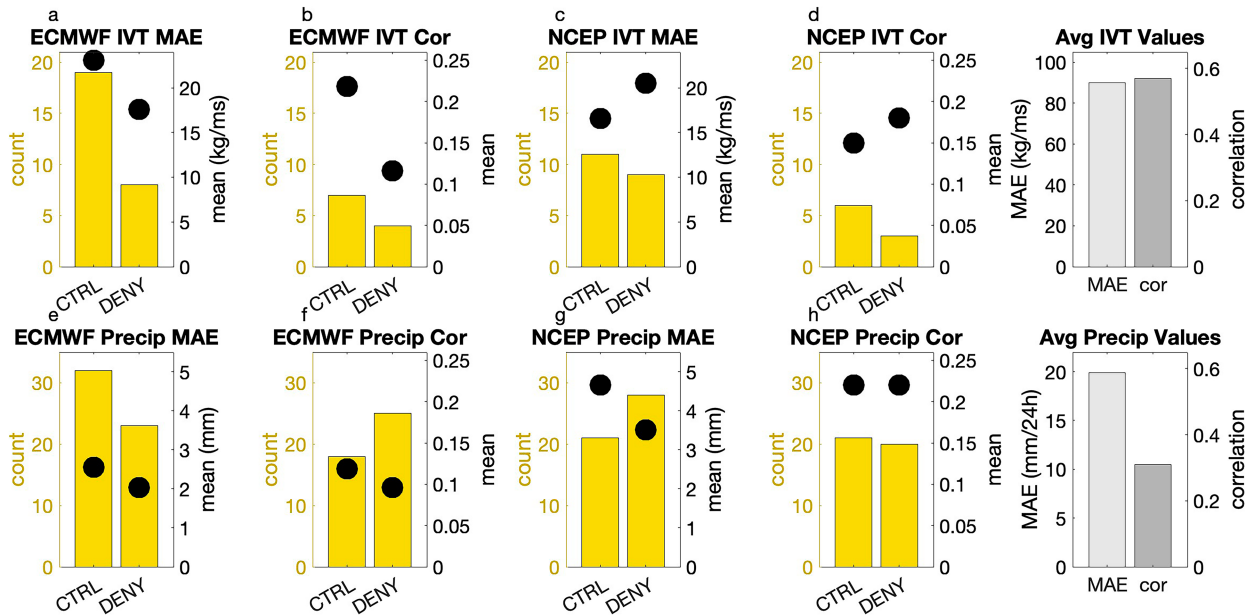 a
ECMWF IVT MAE
20
15
10
5
0
count
20
15
10
5
0
mean (kg/ms)
CTRL
DENY
b
ECMWF IVT Cor
20
15
10
5
0
count
0.25
0.2
0.15
0.1
0.05
0
mean
CTRL
DENY
c
NCEP IVT MAE
20
15
10
5
0
count
20
15
10
5
0
mean (kg/ms)
CTRL
DENY
d
NCEP IVT Cor
20
15
10
5
0
count
0.25
0.2
0.15
0.1
0.05
0
mean
CTRL
DENY
Avg IVT Values
100
80
60
40
20
0
MAE (kg/ms)
0.6
0.4
0.2
0
correlation
MAE cor
e
ECMWF Precip MAE
30
20
10
0
count
5
4
3
2
1
0
mean (mm)
CTRL
DENY
f
ECMWF Precip Cor
30
20
10
0
count
0.25
0.2
0.15
0.1
0.05
0
mean
CTRL
DENY
g
NCEP Precip MAE
30
20
10
0
count
5
4
3
2
1
0
mean (mm)
CTRL
DENY
h
NCEP Precip Cor
30
20
10
0
count
0.25
0.2
0.15
0.1
0.05
0
mean
CTRL
DENY
Avg Precip Values
20
15
10
5
0
MAE (mm/24h)
0.6
0.4
0.2
0
correlation
MAE cor